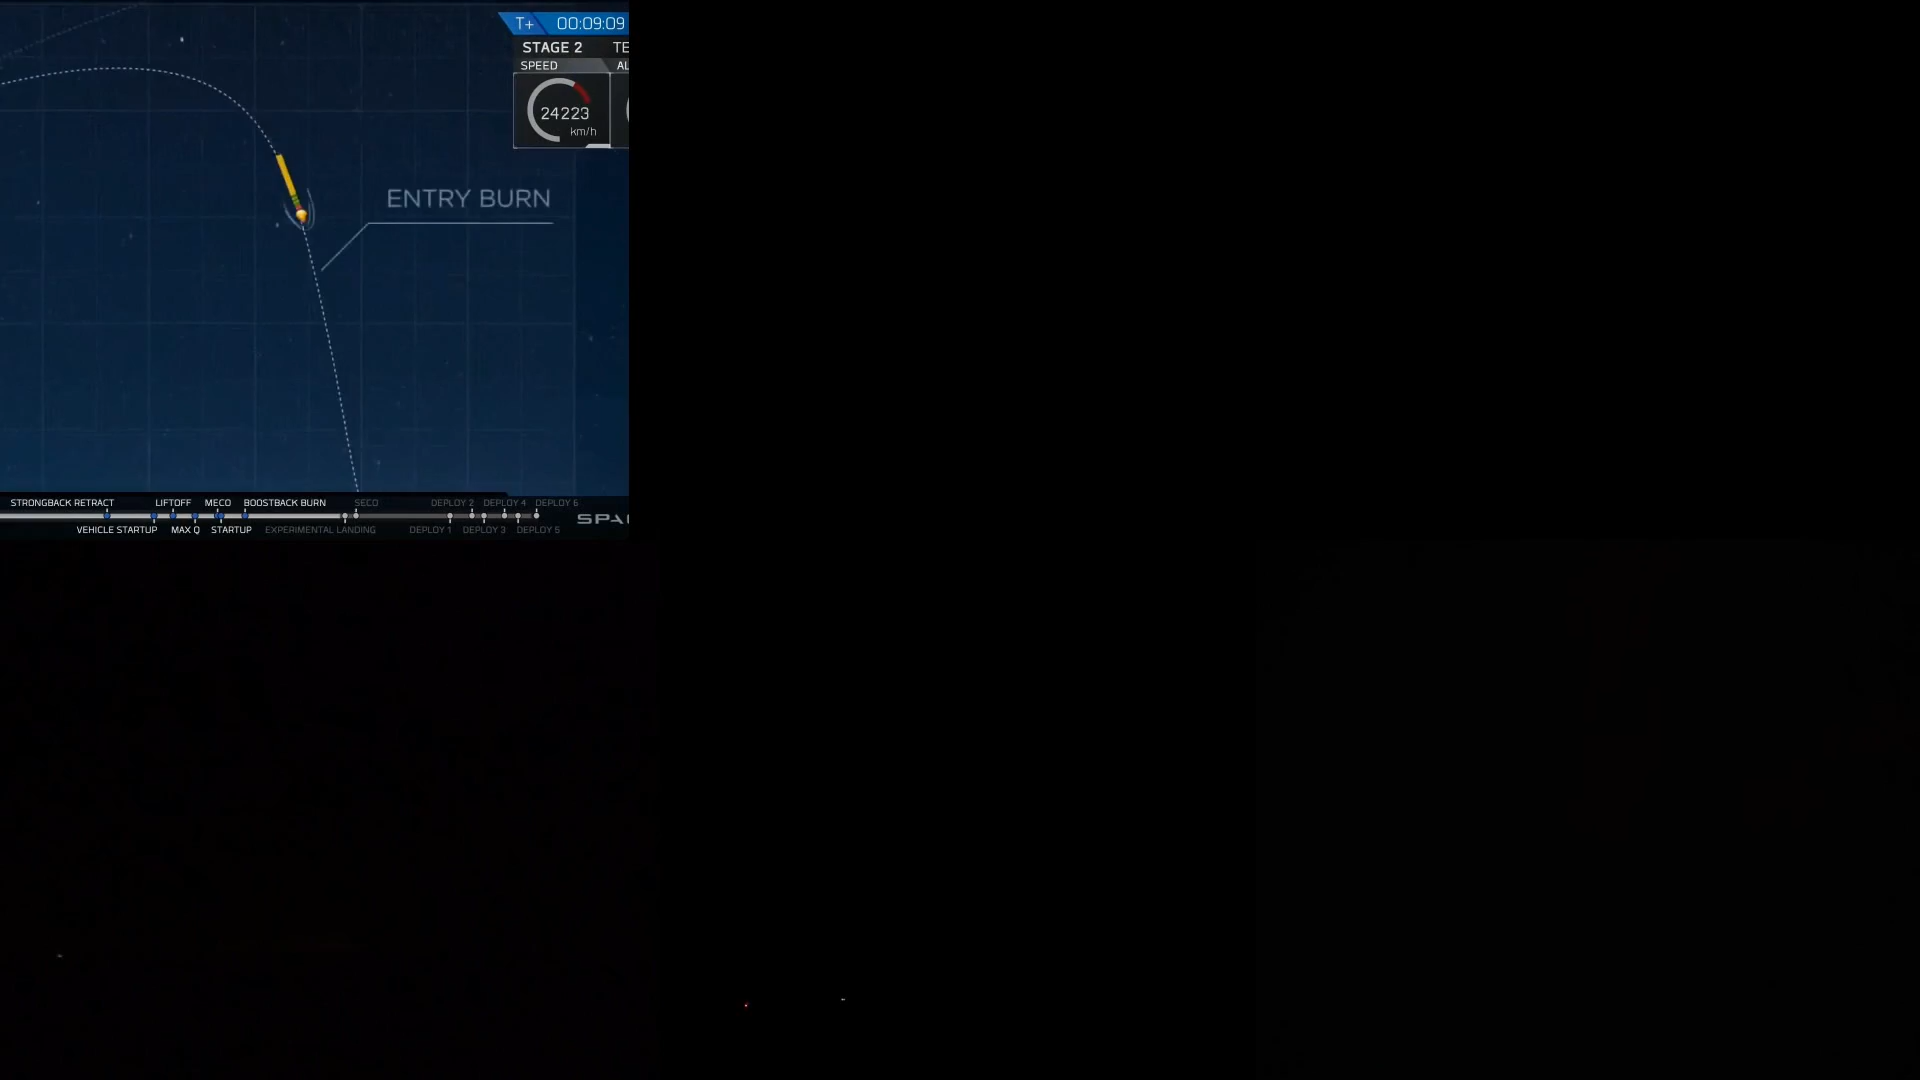 T+ 00:09:09
STAGE 2
SPEED
24223
km/h
ENTRY BURN
STRONGBACK RETRACT LIFTOFF MECO BOOSTBACK BURN SECO DEPLOY 2 DEPLOY 4 DEPLOY 6
VEHICLE STARTUP MAX Q STARTUP EXPERIMENTAL LANDING DEPLOY 1 DEPLOY 3 DEPLOY 5